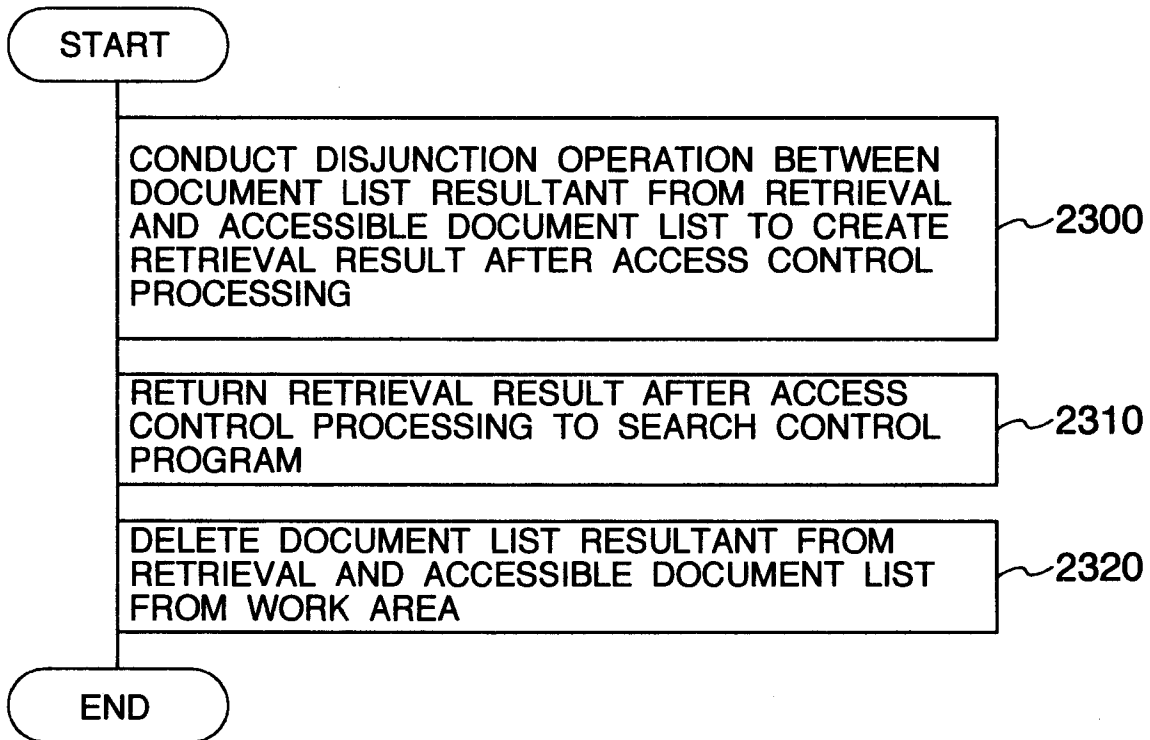 START
CONDUCT DISJUNCTION OPERATION BETWEEN
DOCUMENT LIST RESULTANT FROM RETRIEVAL
AND ACCESSIBLE DOCUMENT LIST TO CREATE
RETRIEVAL RESULT AFTER ACCESS CONTROL
PROCESSING
2300
RETURN RETRIEVAL RESULT AFTER ACCESS
CONTROL PROCESSING TO SEARCH CONTROL
PROGRAM
2310
DELETE DOCUMENT LIST RESULTANT FROM
RETRIEVAL AND ACCESSIBLE DOCUMENT LIST
FROM WORK AREA
2320
END